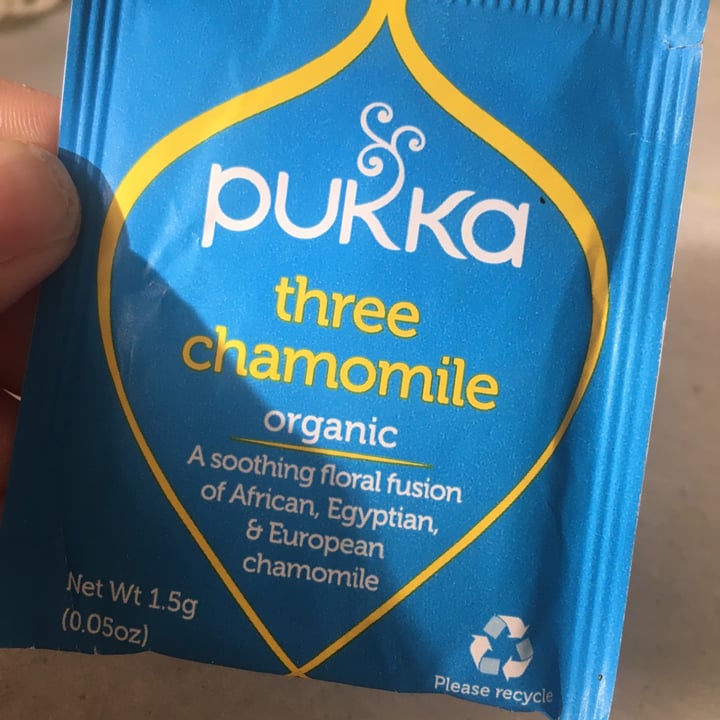 pukka
three
chamomile
organic
A soothing floral fusion
of African, Egyptian,
& European
chamomile
Net Wt 1.5g
(0.05oz)
Please recycle